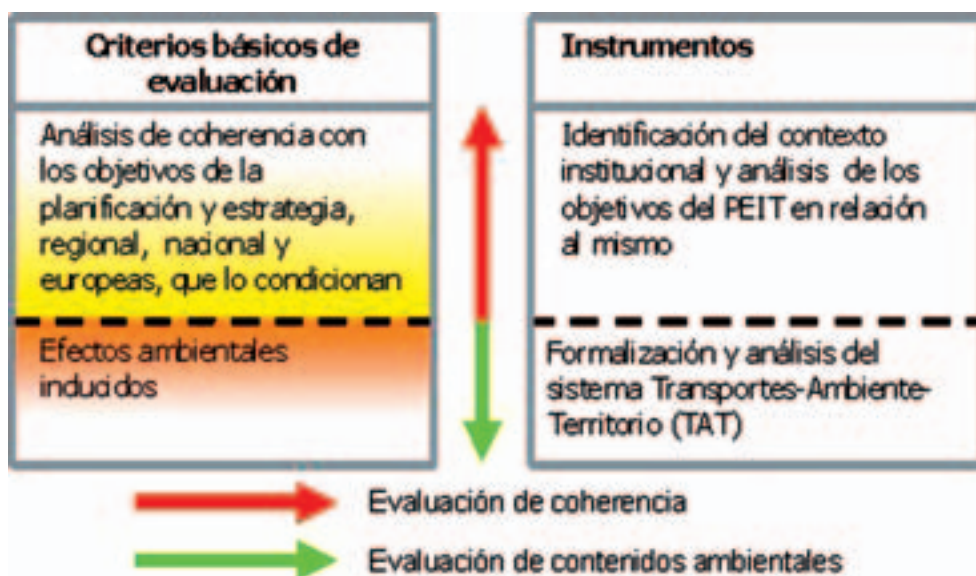 Criterios básicos de
evaluación
Análisis de coherencia con
los objetivos de la
planificación y estrategia,
regional, nacional y
europeas, que lo condicionan
Efectos ambientales
inducidos
Instrumentos
Identificación del contexto
institucional y análisis de los
objetivos del PEIT en relación
al mismo
Formalización y análisis del
sistema Transportes-Ambiente-
Territorio (TAT)
Evaluación de coherencia
Evaluación de contenidos ambientales